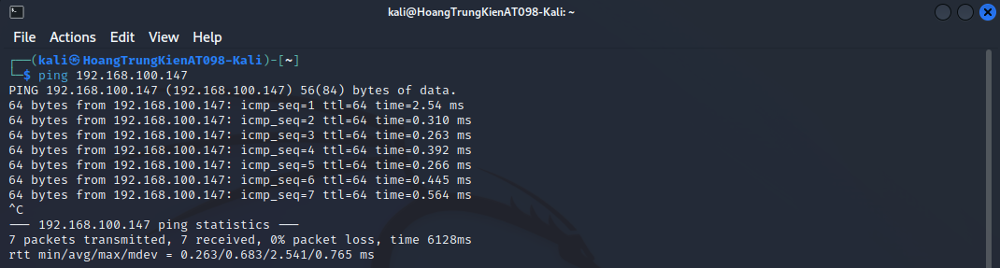 kali@HoangTrungKienAT098-Kali: ~
File Actions Edit View Help
┌──(kali㉿HoangTrungKienAT098-Kali)-[~]
└─$ ping 192.168.100.147
PING 192.168.100.147 (192.168.100.147) 56(84) bytes of data.
64 bytes from 192.168.100.147: icmp_seq=1 ttl=64 time=2.54 ms
64 bytes from 192.168.100.147: icmp_seq=2 ttl=64 time=0.310 ms
64 bytes from 192.168.100.147: icmp_seq=3 ttl=64 time=0.263 ms
64 bytes from 192.168.100.147: icmp_seq=4 ttl=64 time=0.392 ms
64 bytes from 192.168.100.147: icmp_seq=5 ttl=64 time=0.266 ms
64 bytes from 192.168.100.147: icmp_seq=6 ttl=64 time=0.445 ms
64 bytes from 192.168.100.147: icmp_seq=7 ttl=64 time=0.564 ms
^C
--- 192.168.100.147 ping statistics ---
7 packets transmitted, 7 received, 0% packet loss, time 6128ms
rtt min/avg/max/mdev = 0.263/0.683/2.541/0.765 ms